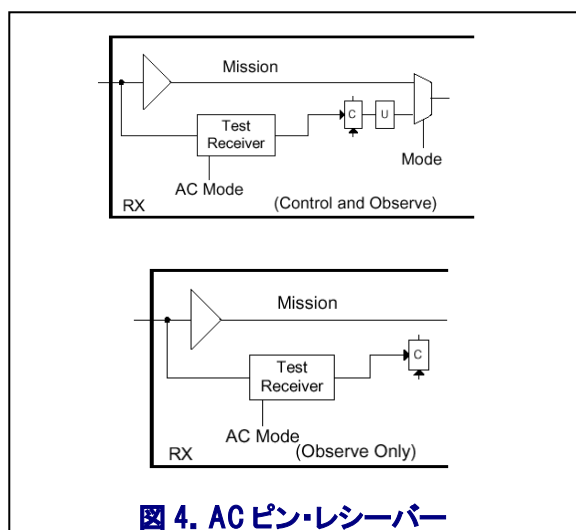 Mission
Test
Receiver
C
U
Mode
AC Mode
RX
(Control and Observe)
Mission
Test
Receiver
C
AC Mode
RX
(Observe Only)
図 4. AC ピン・レシーバー